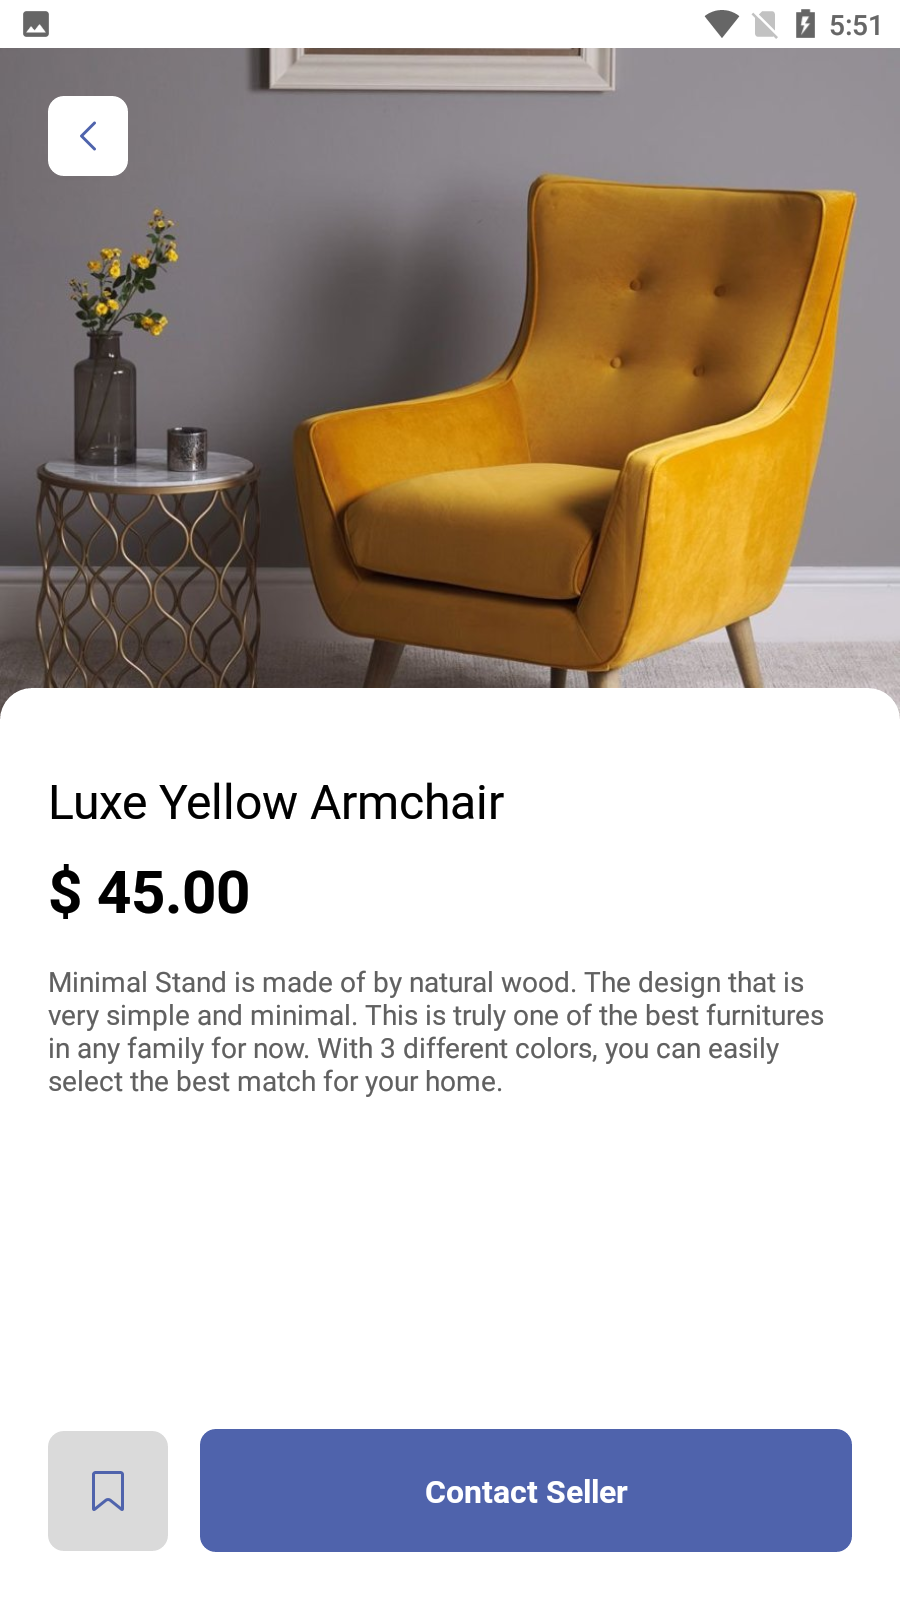 5:51
Luxe Yellow Armchair
$ 45.00
Minimal Stand is made of by natural wood. The design that is
very simple and minimal. This is truly one of the best furnitures
in any family for now. With 3 different colors, you can easily
select the best match for your home.
Contact Seller